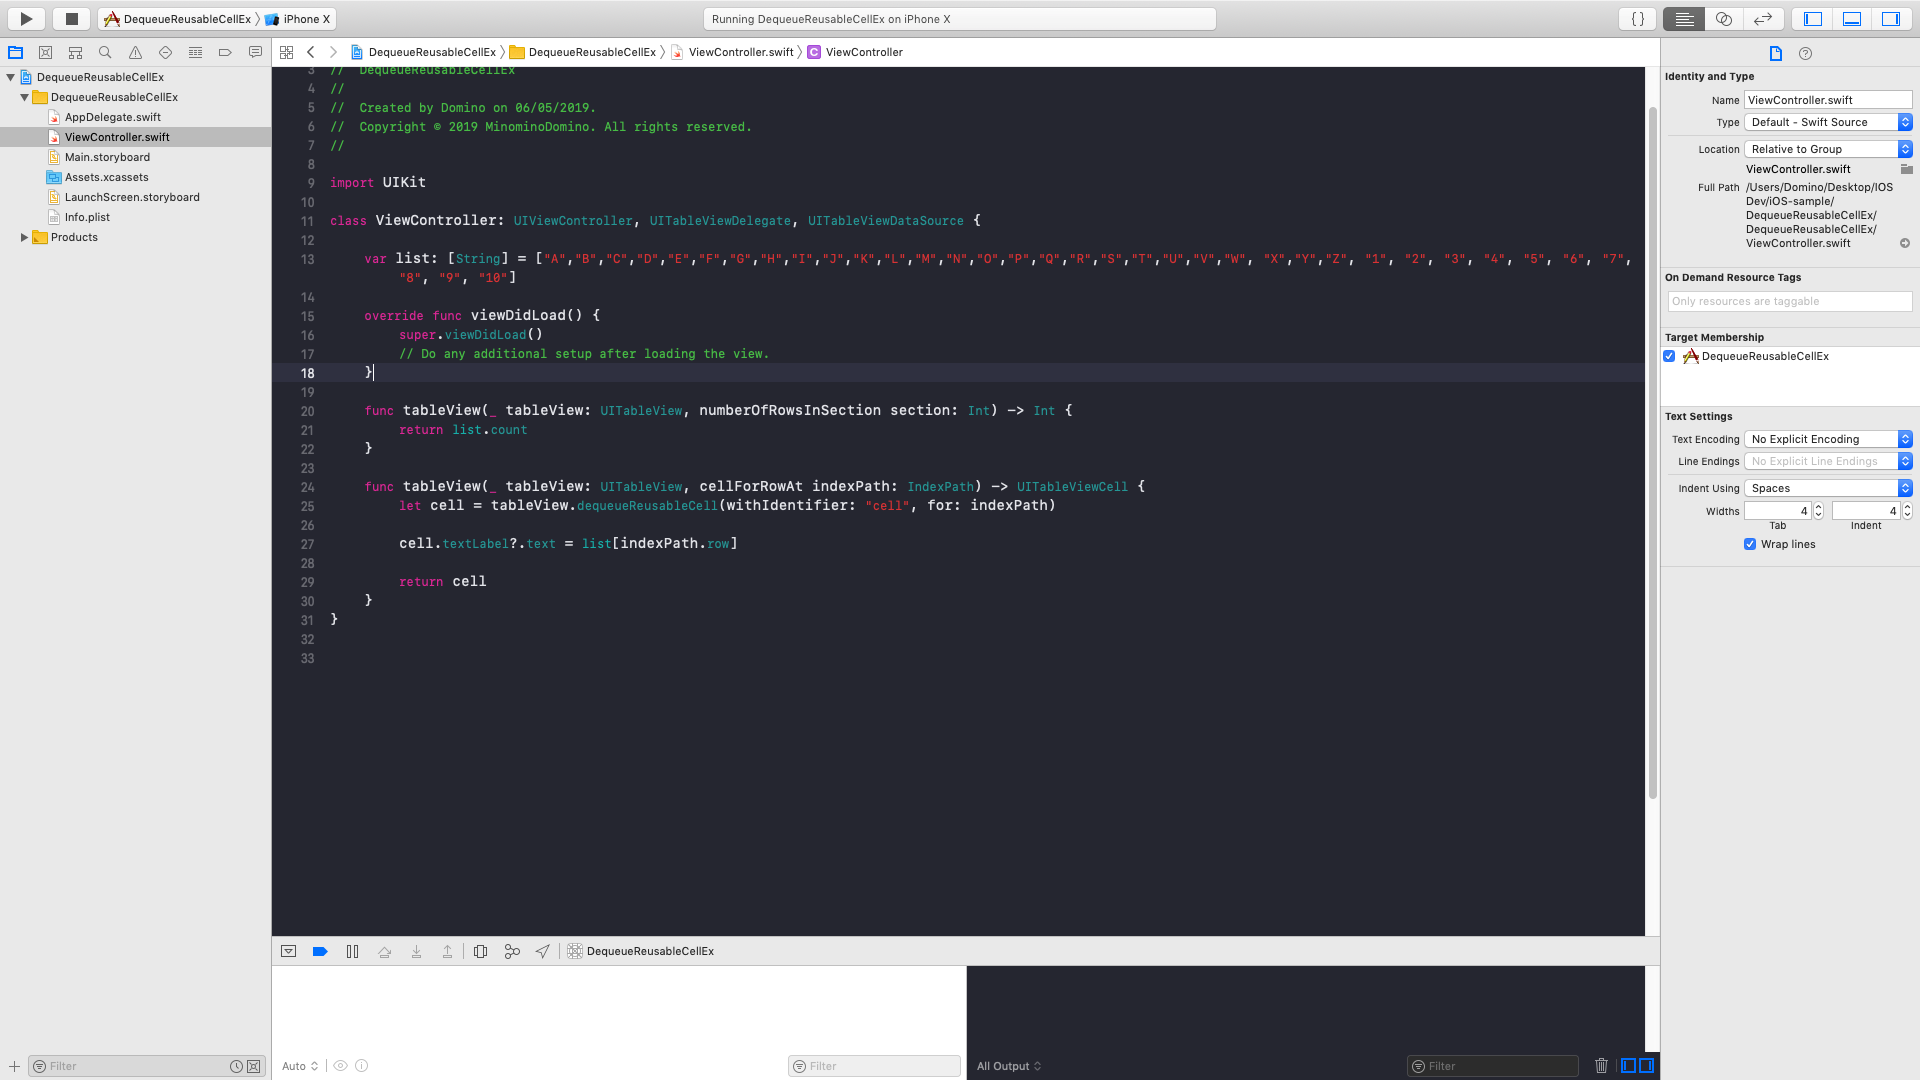 DequeueReusableCellEx 〉 iPhone X
Running DequeueReusableCellEx on iPhone X
{ }
DequeueReusableCellEx 〉 DequeueReusableCellEx 〉 ViewController.swift 〉 C ViewController
DequeueReusableCellEx
DequeueReusableCellEx
AppDelegate.swift
ViewController.swift
Main.storyboard
Assets.xcassets
LaunchScreen.storyboard
Info.plist
Products
Filter
3 //  DequeueReusableCellEx
4 //
5 //  Created by Domino on 06/05/2019.
6 //  Copyright © 2019 MinominoDomino. All rights reserved.
7 //
8
9 import UIKit
10
11 class ViewController: UIViewController, UITableViewDelegate, UITableViewDataSource {
12
13     var list: [String] = ["A","B","C","D","E","F","G","H","I","J","K","L","M","N","O","P","Q","R","S","T","U","V","W", "X","Y","Z", "1", "2", "3", "4", "5", "6", "7",
"8", "9", "10"]
14
15     override func viewDidLoad() {
16         super.viewDidLoad()
17         // Do any additional setup after loading the view.
18     }
19
20     func tableView(_ tableView: UITableView, numberOfRowsInSection section: Int) -> Int {
21         return list.count
22     }
23
24     func tableView(_ tableView: UITableView, cellForRowAt indexPath: IndexPath) -> UITableViewCell {
25         let cell = tableView.dequeueReusableCell(withIdentifier: "cell", for: indexPath)
26
27         cell.textLabel?.text = list[indexPath.row]
28
29         return cell
30     }
31 }
32
33
DequeueReusableCellEx
Auto
Filter
All Output
Filter
Identity and Type
Name ViewController.swift
Type Default - Swift Source
Location Relative to Group
ViewController.swift
Full Path /Users/Domino/Desktop/IOS
Dev/iOS-sample/
DequeueReusableCellEx/
DequeueReusableCellEx/
ViewController.swift
On Demand Resource Tags
Only resources are taggable
Target Membership
DequeueReusableCellEx
Text Settings
Text Encoding No Explicit Encoding
Line Endings No Explicit Line Endings
Indent Using Spaces
Widths 4 4
Tab Indent
Wrap lines